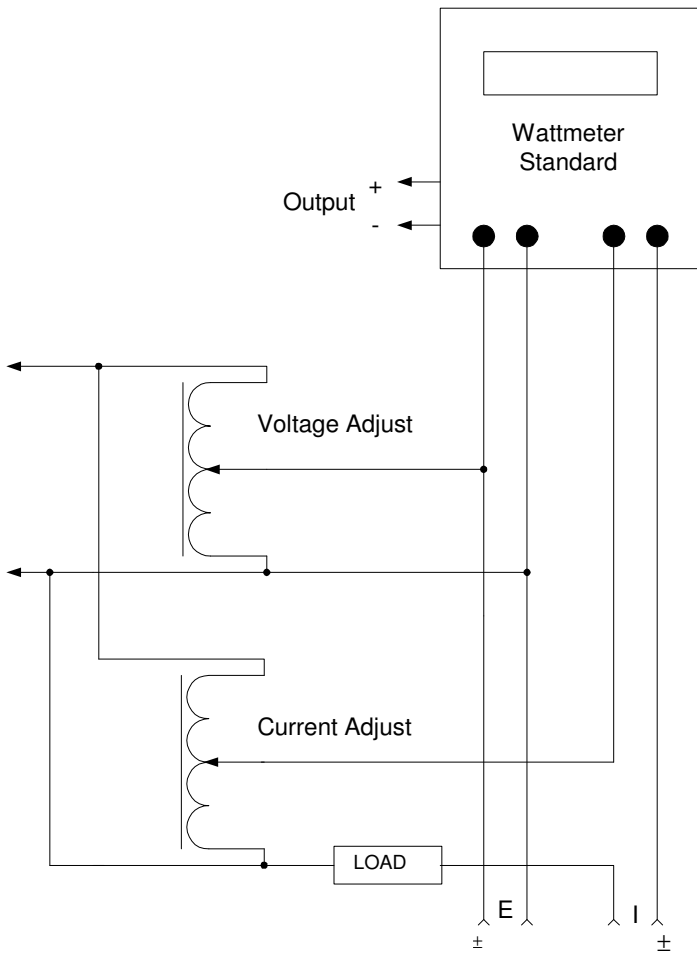 Wattmeter
Standard
+
Output
-
Voltage Adjust
Current Adjust
LOAD
E
I
±
±